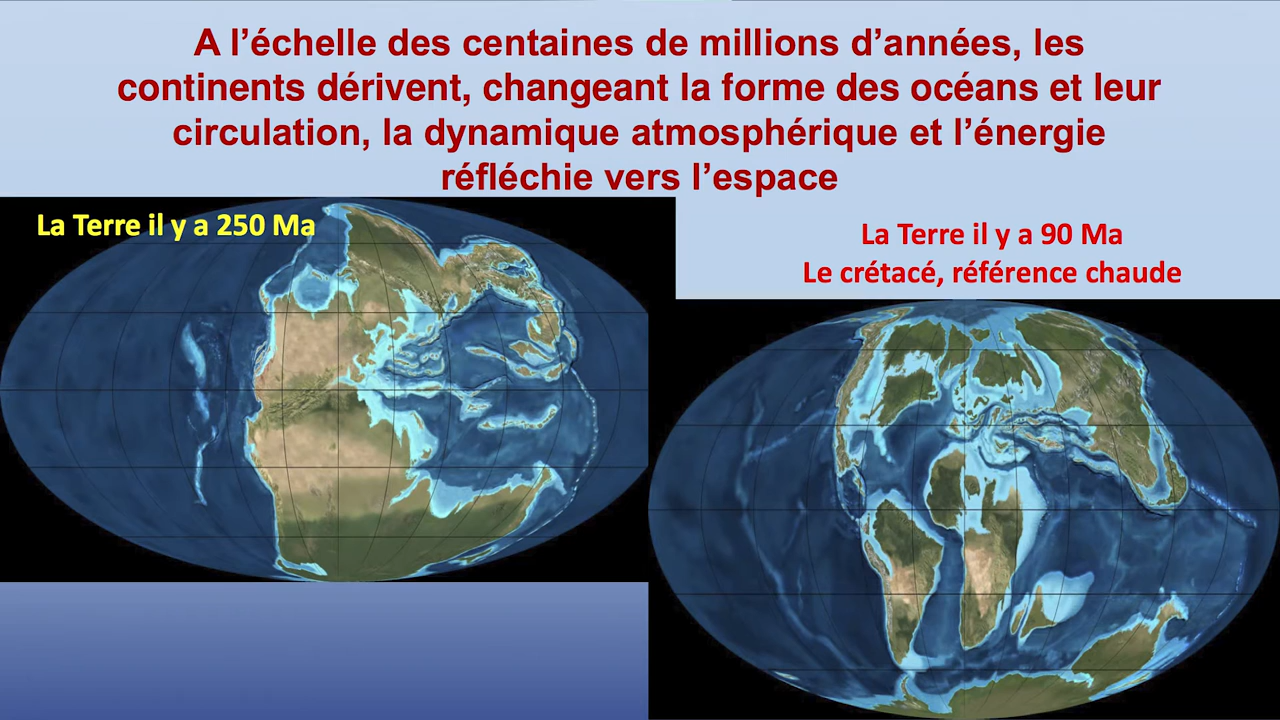 A l’échelle des centaines de millions d’années, les
continents dérivent, changeant la forme des océans et leur
circulation, la dynamique atmosphérique et l’énergie
réfléchie vers l’espace
La Terre il y a 250 Ma
La Terre il y a 90 Ma
Le crétacé, référence chaude